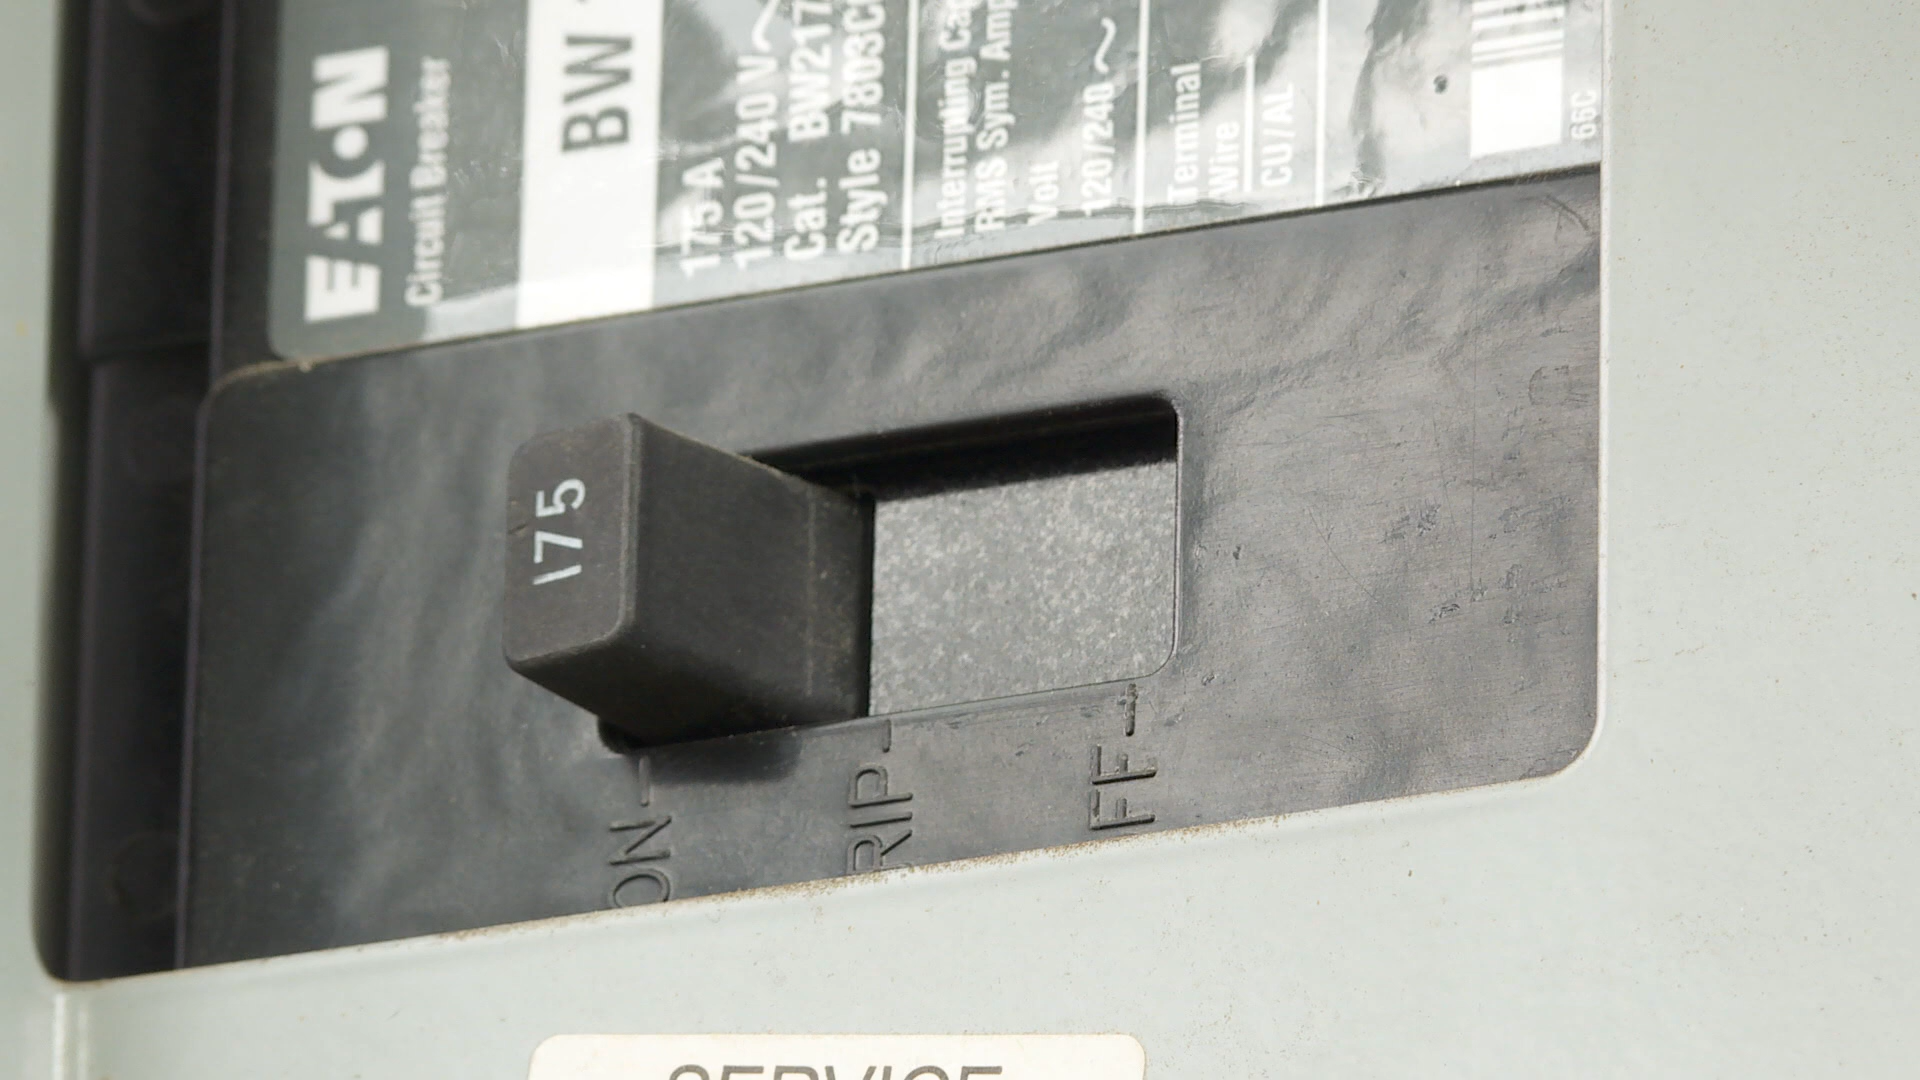 EATON
Circuit Breaker
BW
175 A
120/240 V~
Cat. BW217
Style 7803C
Interrupting Cap
RMS Sym. Amp
Volt
120/240 ~
Terminal
Wire
CU/AL
66C
175
ON
RIP
FF
SERVICE